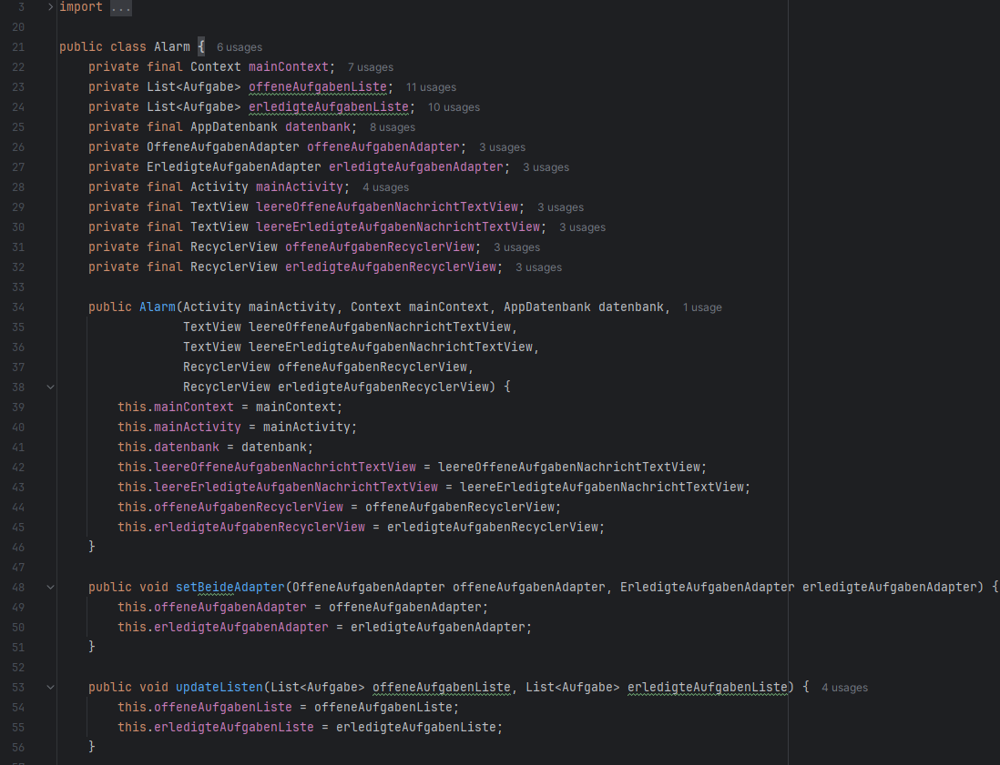 3 import ...
20
21 public class Alarm { 6 usages
22 private final Context mainContext; 7 usages
23 private List<Aufgabe> offeneAufgabenListe; 11 usages
24 private List<Aufgabe> erledigteAufgabenListe; 10 usages
25 private final AppDatenbank datenbank; 8 usages
26 private OffeneAufgabenAdapter offeneAufgabenAdapter; 3 usages
27 private ErledigteAufgabenAdapter erledigteAufgabenAdapter; 3 usages
28 private final Activity mainActivity; 4 usages
29 private final TextView leereOffeneAufgabenNachrichtTextView; 3 usages
30 private final TextView leereErledigteAufgabenNachrichtTextView; 3 usages
31 private final RecyclerView offeneAufgabenRecyclerView; 3 usages
32 private final RecyclerView erledigteAufgabenRecyclerView; 3 usages
33
34 public Alarm(Activity mainActivity, Context mainContext, AppDatenbank datenbank, 1 usage
35 TextView leereOffeneAufgabenNachrichtTextView,
36 TextView leereErledigteAufgabenNachrichtTextView,
37 RecyclerView offeneAufgabenRecyclerView,
38 RecyclerView erledigteAufgabenRecyclerView) {
39 this.mainContext = mainContext;
40 this.mainActivity = mainActivity;
41 this.datenbank = datenbank;
42 this.leereOffeneAufgabenNachrichtTextView = leereOffeneAufgabenNachrichtTextView;
43 this.leereErledigteAufgabenNachrichtTextView = leereErledigteAufgabenNachrichtTextView;
44 this.offeneAufgabenRecyclerView = offeneAufgabenRecyclerView;
45 this.erledigteAufgabenRecyclerView = erledigteAufgabenRecyclerView;
46 }
47
48 public void setBeideAdapter(OffeneAufgabenAdapter offeneAufgabenAdapter, ErledigteAufgabenAdapter erledigteAufgabenAdapter) {
49 this.offeneAufgabenAdapter = offeneAufgabenAdapter;
50 this.erledigteAufgabenAdapter = erledigteAufgabenAdapter;
51 }
52
53 public void updateListen(List<Aufgabe> offeneAufgabenListe, List<Aufgabe> erledigteAufgabenListe) { 4 usages
54 this.offeneAufgabenListe = offeneAufgabenListe;
55 this.erledigteAufgabenListe = erledigteAufgabenListe;
56 }